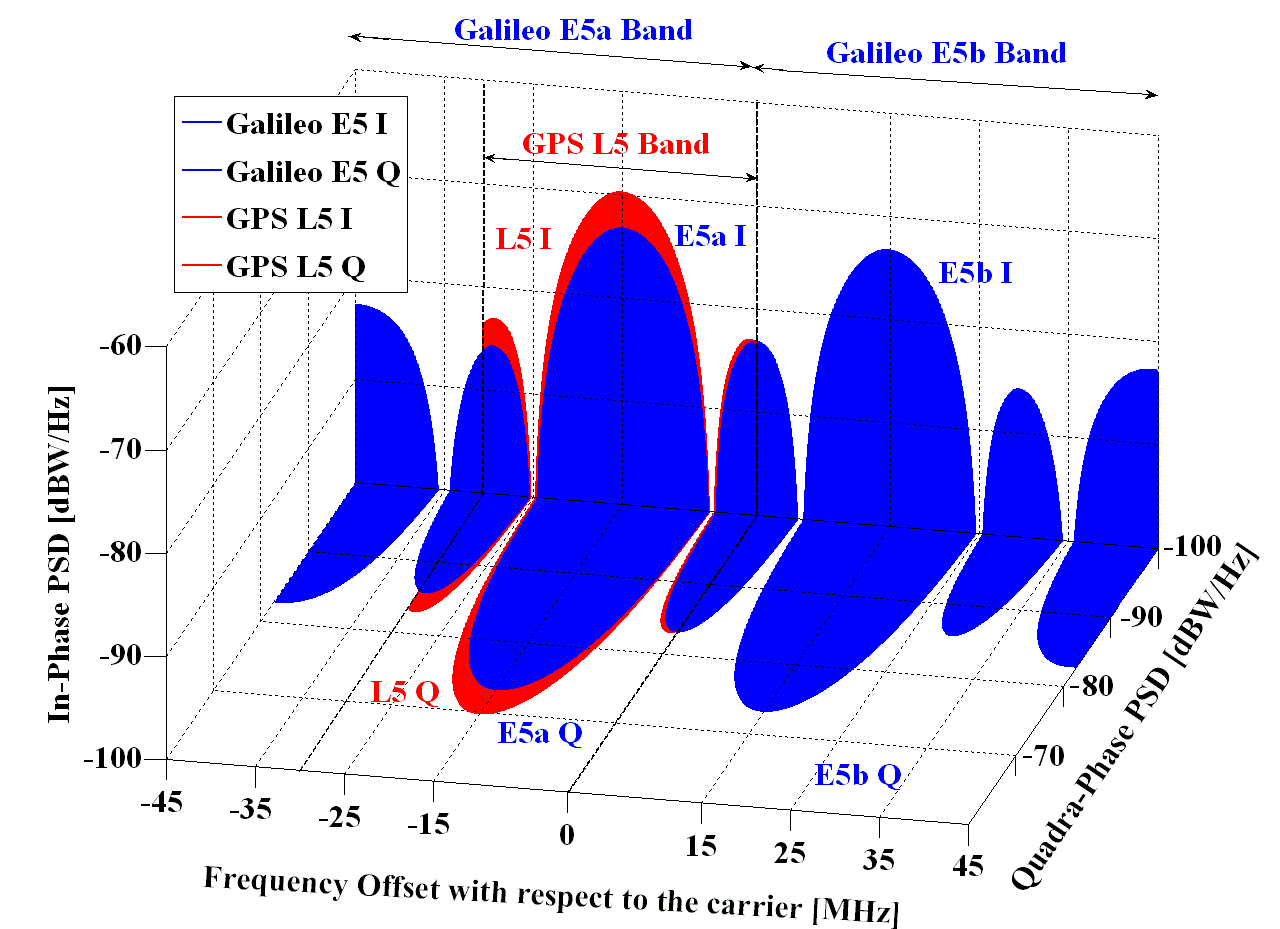 Galileo E5a Band
Galileo E5b Band
Galileo E5 I
Galileo E5 Q
GPS L5 I
GPS L5 Q
GPS L5 Band
L5 I
E5a I
E5b I
-60
-70
-80
-90
-100
In-Phase PSD [dBW/Hz]
L5 Q
E5a Q
E5b Q
-100
-90
-80
-70
Quadra-Phase PSD [dBW/Hz]
-45
-35
-25
-15
0
15
25
35
45
Frequency Offset with respect to the carrier [MHz]